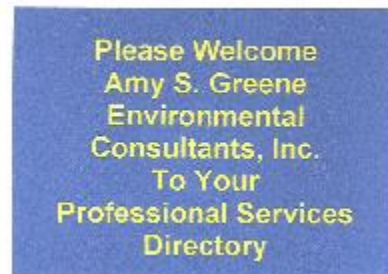 Please Welcome
Amy S. Greene
Environmental
Consultants, Inc.
To Your
Professional Services
Directory